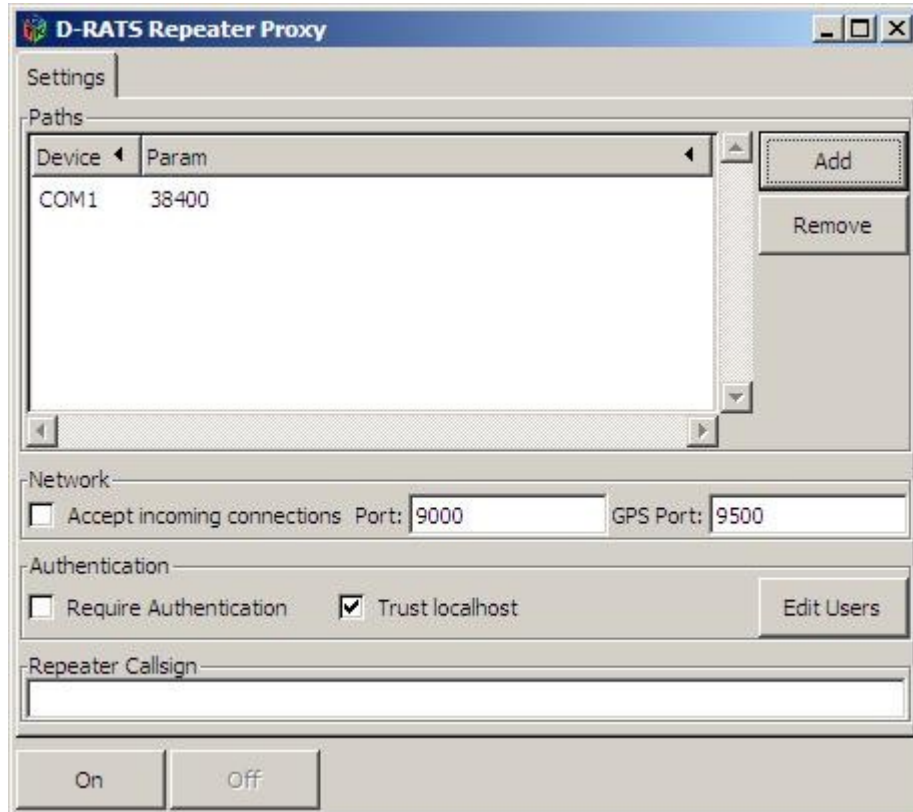 D-RATS Repeater Proxy
Settings
Paths
Device Param
Add
COM1 38400
Remove
Network
Accept incoming connections Port: 9000 GPS Port: 9500
Authentication
Require Authentication Trust localhost Edit Users
Repeater Callsign
On Off